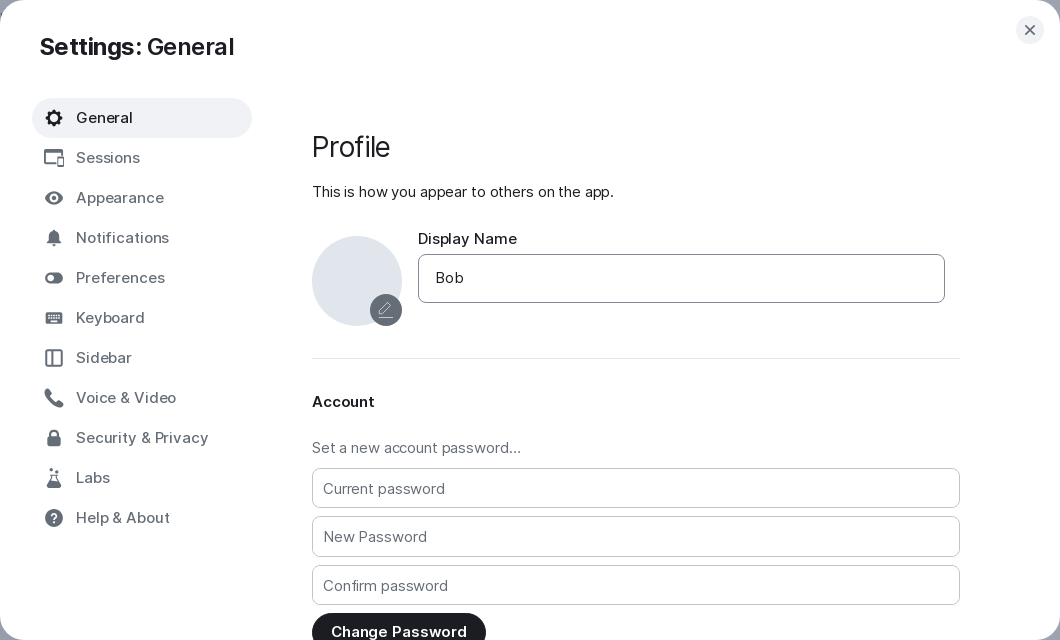 Settings: General
General
Sessions
Appearance
Notifications
Preferences
Keyboard
Sidebar
Voice & Video
Security & Privacy
Labs
Help & About
Profile
This is how you appear to others on the app.
Display Name
Bob
Account
Set a new account password...
Current password
New Password
Confirm password
Change Password